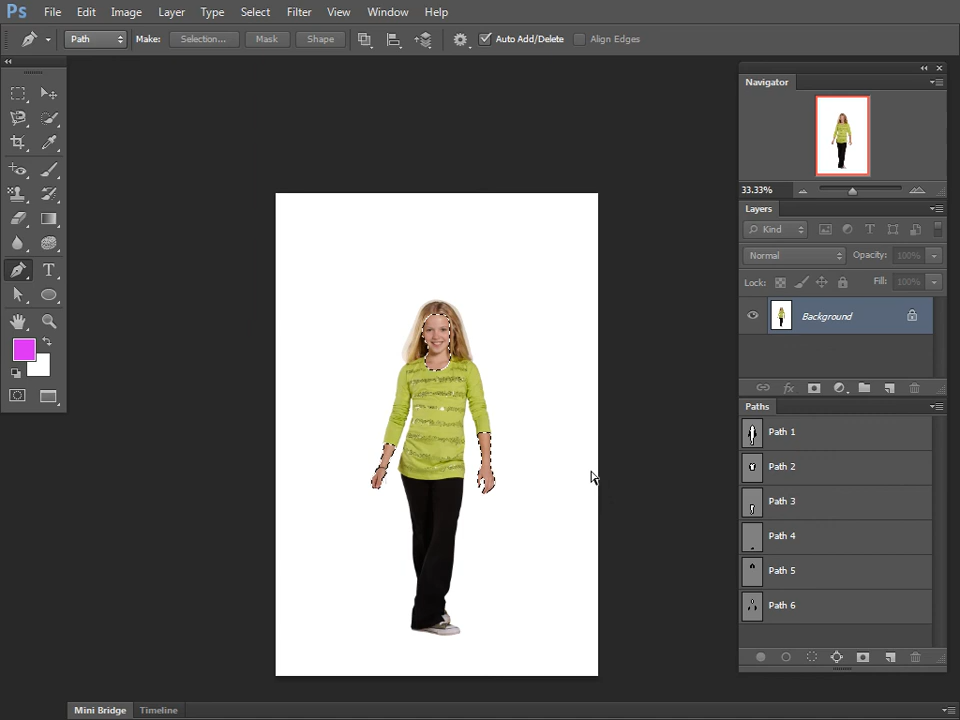 Ps File Edit Image Layer Type Select Filter View Window Help
Path Make: Selection... Mask Shape Auto Add/Delete Align Edges
Navigator
33.33%
Layers
Kind
Normal Opacity: 100%
Lock: Fill: 100%
Background
Paths
Path 1
Path 2
Path 3
Path 4
Path 5
Path 6
Mini Bridge Timeline